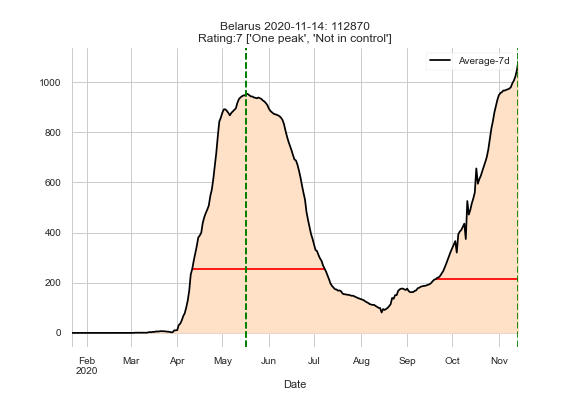 Belarus 2020-11-14: 112870
Rating:7 ['One peak', 'Not in control']
Average-7d
1000
800
600
400
200
0
Feb Mar Apr May Jun Jul Aug Sep Oct Nov
2020
Date